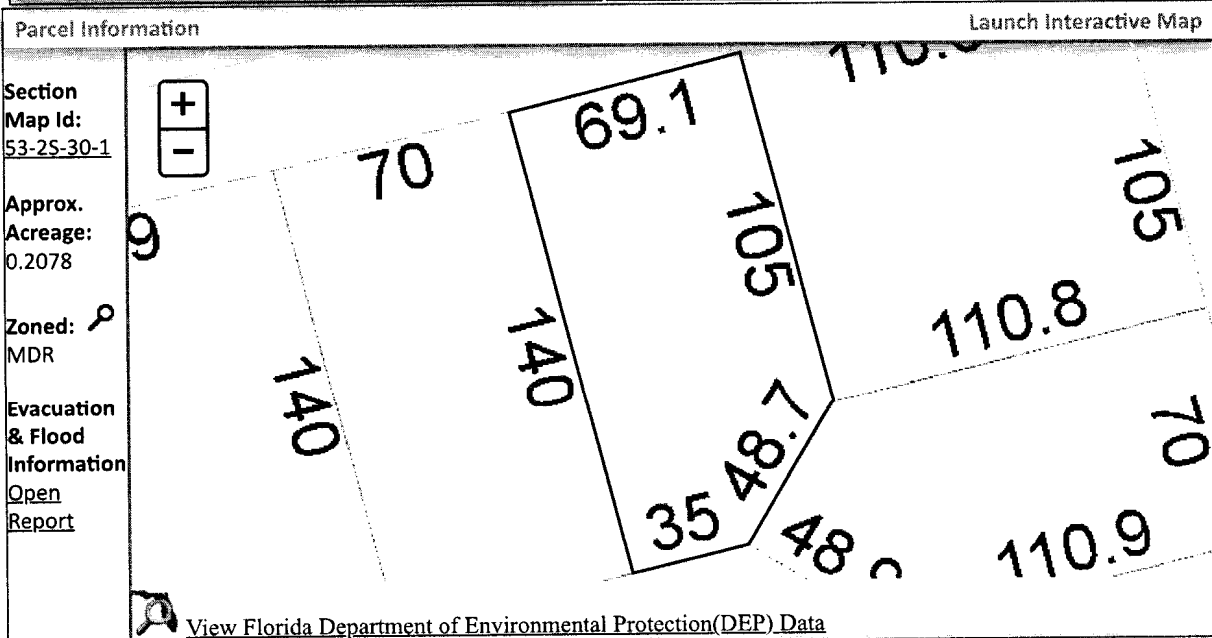 Parcel Information
Launch Interactive Map
Section
Map Id:
53-2S-30-1
Approx.
Acreage:
0.2078
Zoned:
MDR
Evacuation
& Flood
Information
Open
Report
+
−
70
69.1
105
105
9
140
140
110.8
48.7
70
35
110.9
View Florida Department of Environmental Protection(DEP) Data